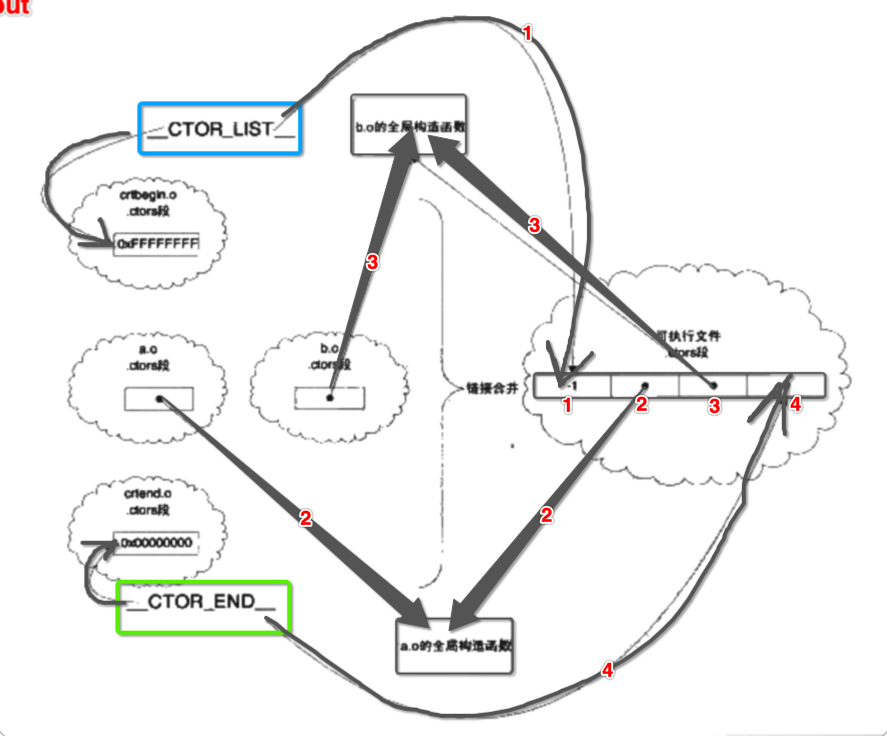 out
1
__CTOR_LIST__
b.o的全局构造函数
crtbegin.o
.ctors段
0xFFFFFFFF
3
3
a.o
.ctors段
b.o
.ctors段
链接合并
可执行文件
.ctors段
-1
1
2
3
4
crtend.o
.ctors段
0x00000000
2
2
__CTOR_END__
a.o的全局构造函数
4